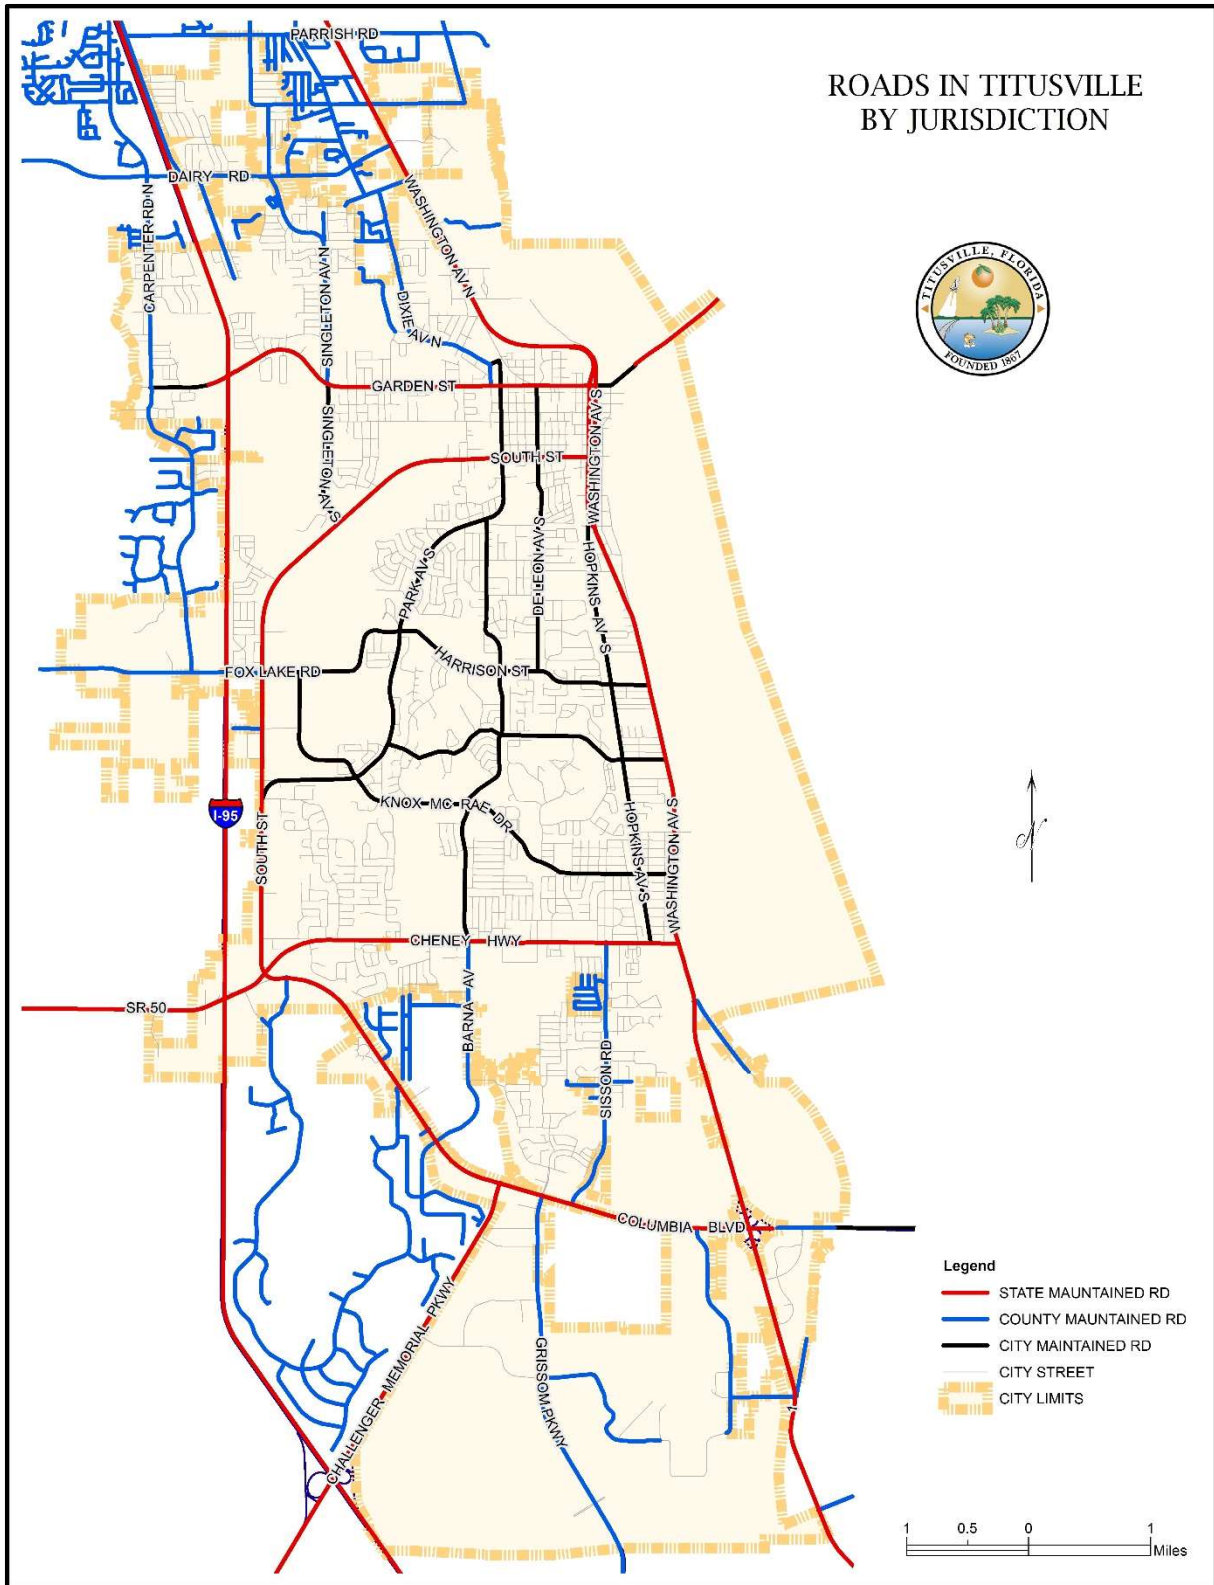 PARRISH RD
ROADS IN TITUSVILLE
BY JURISDICTION
DAIRY RD
WASHINGTON AV N
CARPENTER RD N
SINGLETON AV N
DIXIE AV N
TITUSVILLE, FLORIDA
FOUNDED 1867
GARDEN ST
SINGLETON AV S
SOUTH ST
WASHINGTON AV S
DE LEON AV S
HOPKINS AV S
PARK AV S
FOX LAKE RD
HARRISON ST
I-95
KNOX MC RAE DR
SOUTH ST
HOPKINS AV S
WASHINGTON AV S
N
CHENEY HWY
SR 50
BARNA AV
SISSON RD
COLUMBIA BLVD
CHALLENGER MEMORIAL PKWY
GRISSOM PKWY
1
Legend
STATE MAUNTAINED RD
COUNTY MAUNTAINED RD
CITY MAINTAINED RD
CITY STREET
CITY LIMITS
1 0.5 0 1
Miles